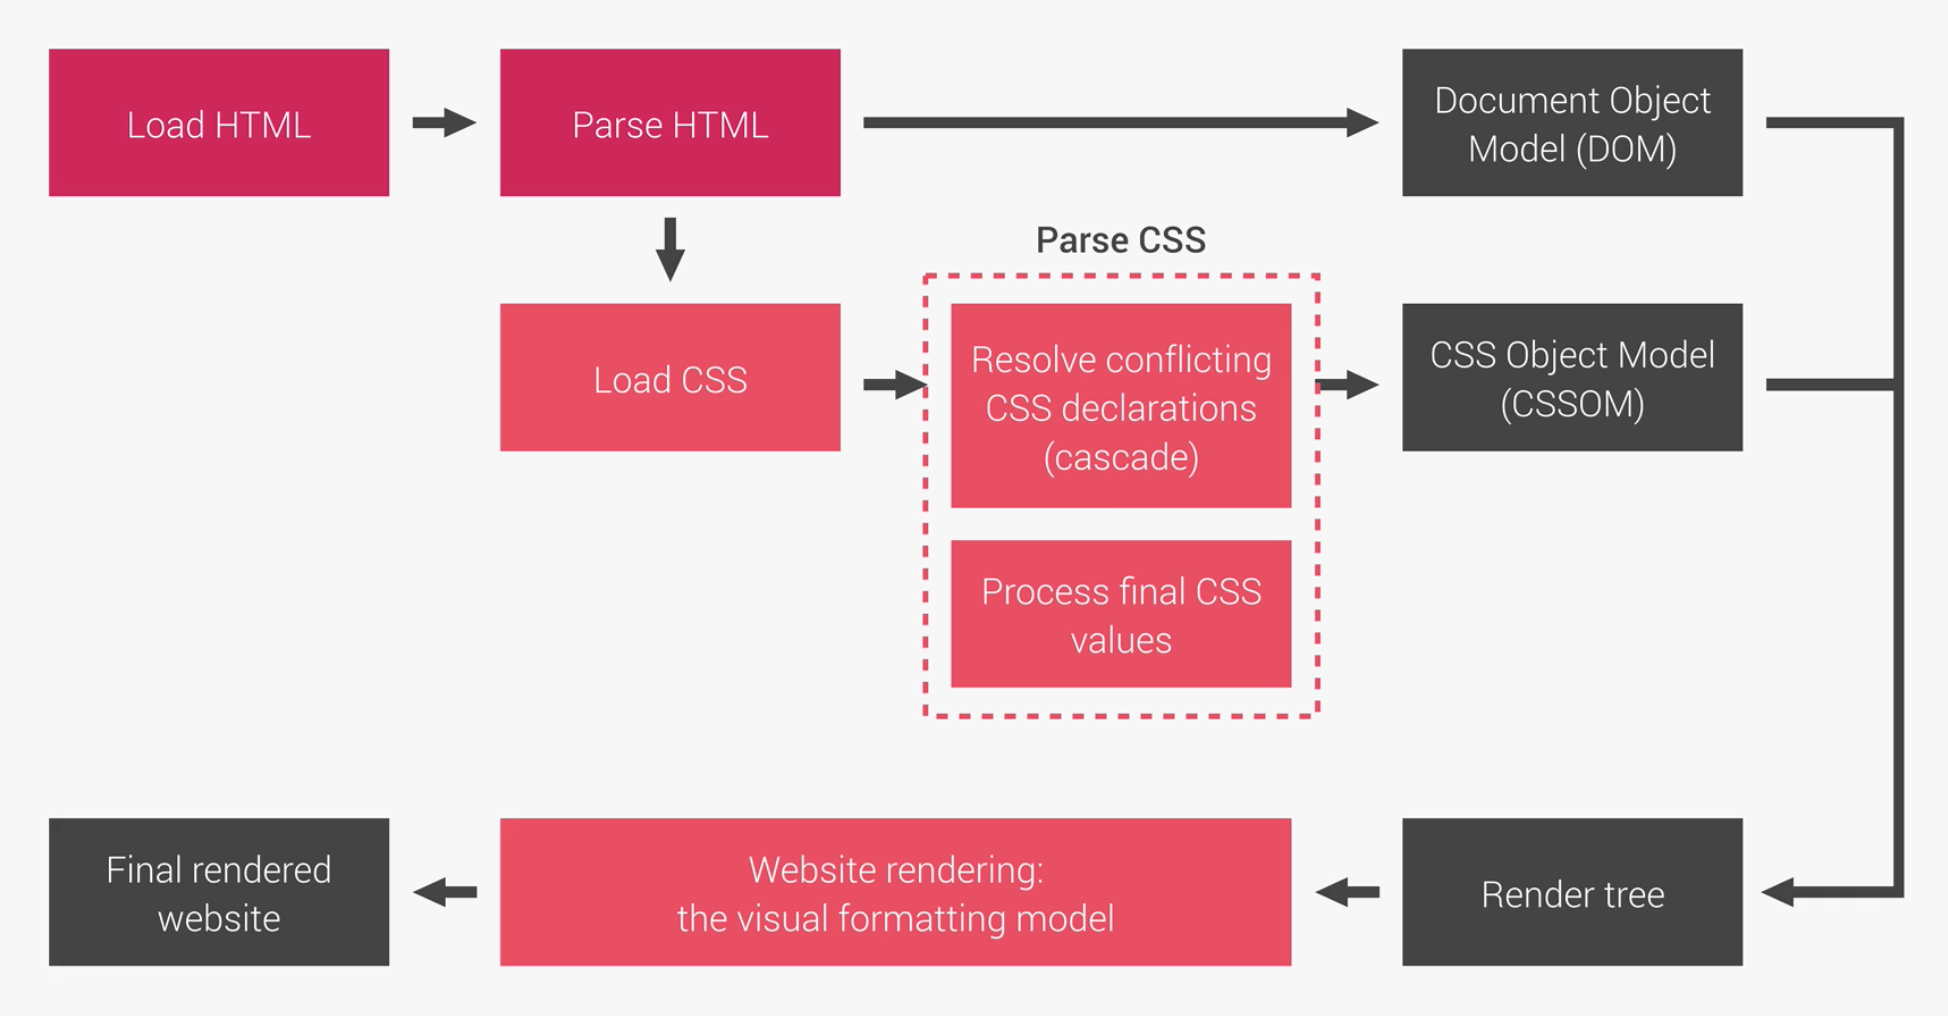 Load HTML
Parse HTML
Document Object
Model (DOM)
Parse CSS
Load CSS
Resolve conflicting
CSS declarations
(cascade)
CSS Object Model
(CSSOM)
Process final CSS
values
Final rendered
website
Website rendering:
the visual formatting model
Render tree